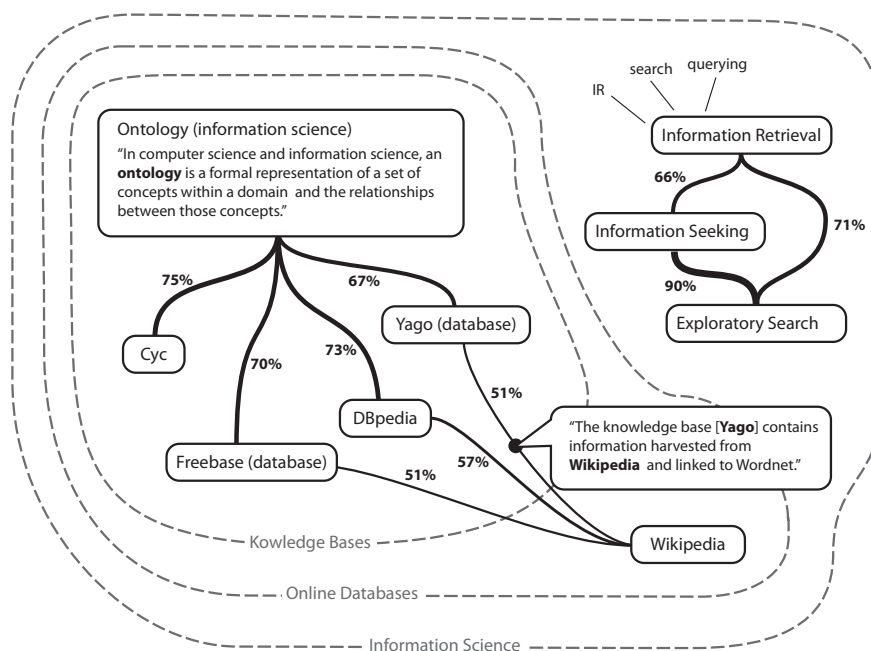 IR
search
querying
Information Retrieval
Ontology (information science)
“In computer science and information science, an
ontology is a formal representation of a set of
concepts within a domain and the relationships
between those concepts.”
66%
71%
Information Seeking
90%
Exploratory Search
75%
67%
Yago (database)
Cyc
70%
73%
51%
DBpedia
“The knowledge base [Yago] contains
information harvested from
Wikipedia and linked to Wordnet.”
Freebase (database)
51%
57%
Kowledge Bases
Wikipedia
Online Databases
Information Science